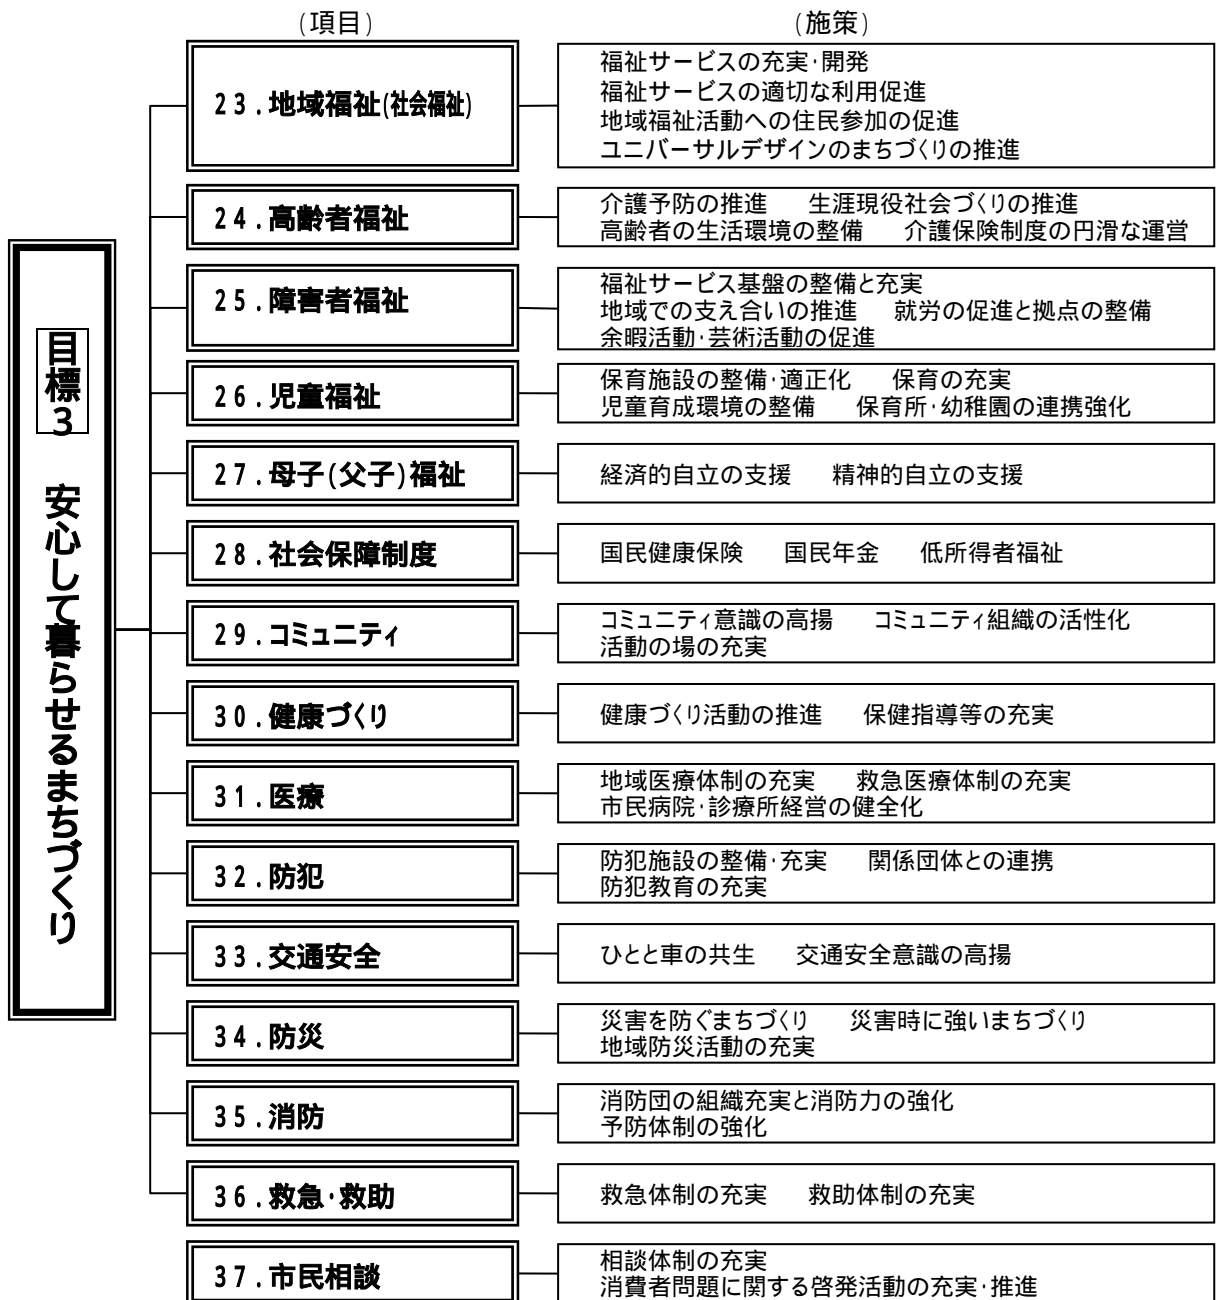 (項目)
(施策)
目標3 安心して暮らせるまちづくり
23.地域福祉(社会福祉)
福祉サービスの充実・開発
福祉サービスの適切な利用促進
地域福祉活動への住民参加の促進
ユニバーサルデザインのまちづくりの推進
24.高齢者福祉
介護予防の推進 生涯現役社会づくりの推進
高齢者の生活環境の整備 介護保険制度の円滑な運営
25.障害者福祉
福祉サービス基盤の整備と充実
地域での支え合いの推進 就労の促進と拠点の整備
余暇活動・芸術活動の促進
26.児童福祉
保育施設の整備・適正化 保育の充実
児童育成環境の整備 保育所・幼稚園の連携強化
27.母子(父子)福祉
経済的自立の支援 精神的自立の支援
28.社会保障制度
国民健康保険 国民年金 低所得者福祉
29.コミュニティ
コミュニティ意識の高揚 コミュニティ組織の活性化
活動の場の充実
30.健康づくり
健康づくり活動の推進 保健指導等の充実
31.医療
地域医療体制の充実 救急医療体制の充実
市民病院・診療所経営の健全化
32.防犯
防犯施設の整備・充実 関係団体との連携
防犯教育の充実
33.交通安全
ひとと車の共生 交通安全意識の高揚
34.防災
災害を防ぐまちづくり 災害時に強いまちづくり
地域防災活動の充実
35.消防
消防団の組織充実と消防力の強化
予防体制の強化
36.救急・救助
救急体制の充実 救助体制の充実
37.市民相談
相談体制の充実
消費者問題に関する啓発活動の充実・推進